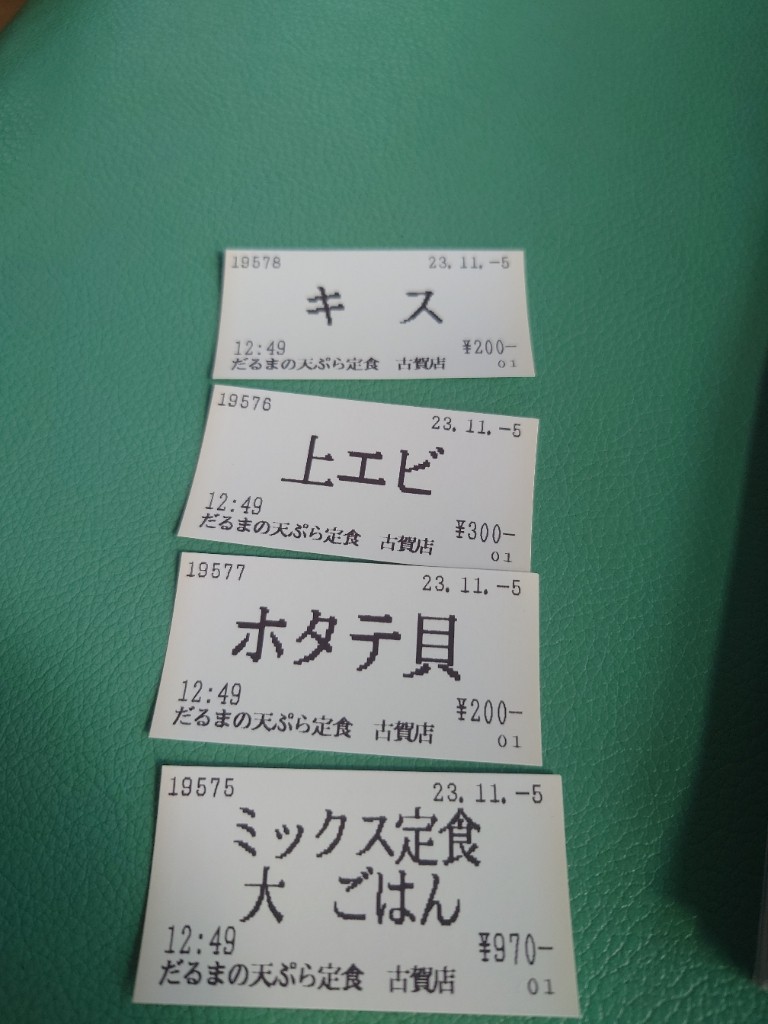 19578 23.11.-5
キ ス
12:49 ¥200-
だるまの天ぷら定食 古賀店 01
19576 23.11.-5
上エビ
12:49 ¥300-
だるまの天ぷら定食 古賀店 01
19577 23.11.-5
ホタテ貝
12:49 ¥200-
だるまの天ぷら定食 古賀店 01
19575 23.11.-5
ミックス定食
大 ごはん
12:49 ¥970-
だるまの天ぷら定食 古賀店 01